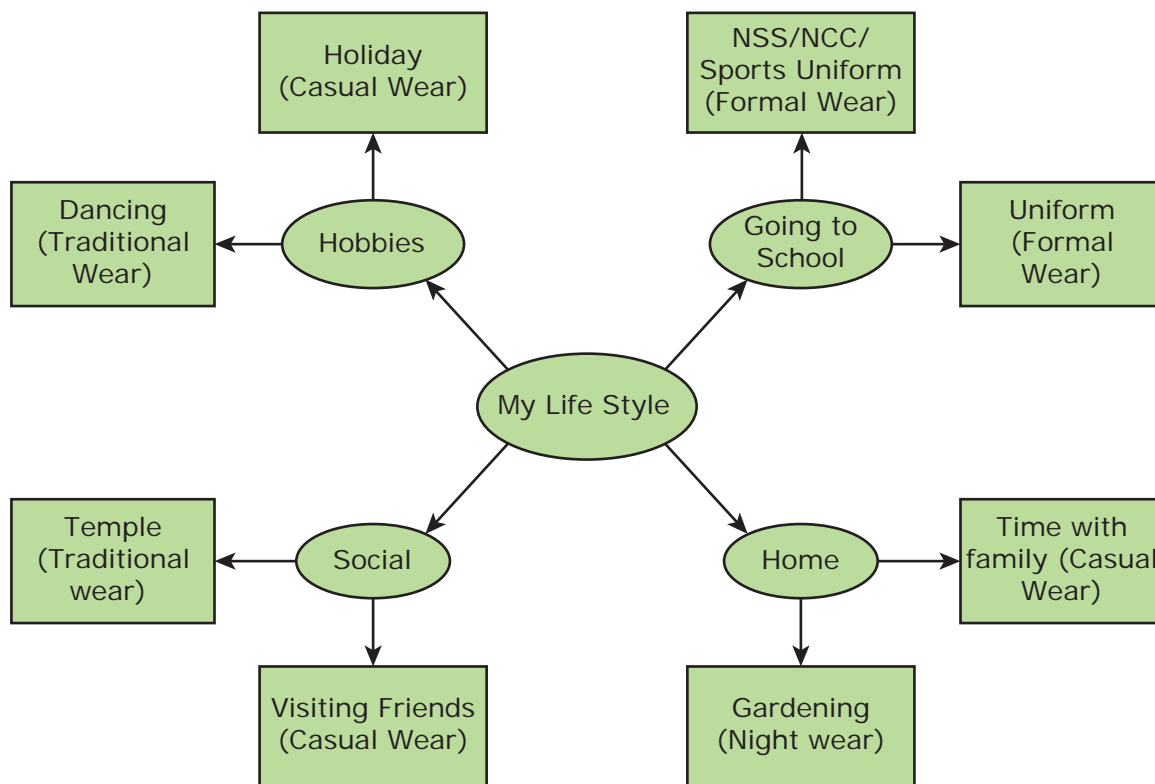 Holiday
(Casual Wear)
NSS/NCC/
Sports Uniform
(Formal Wear)
Dancing
(Traditional
Wear)
Hobbies
Going to
School
Uniform
(Formal
Wear)
My Life Style
Temple
(Traditional
wear)
Social
Home
Time with
family (Casual
Wear)
Visiting Friends
(Casual Wear)
Gardening
(Night wear)